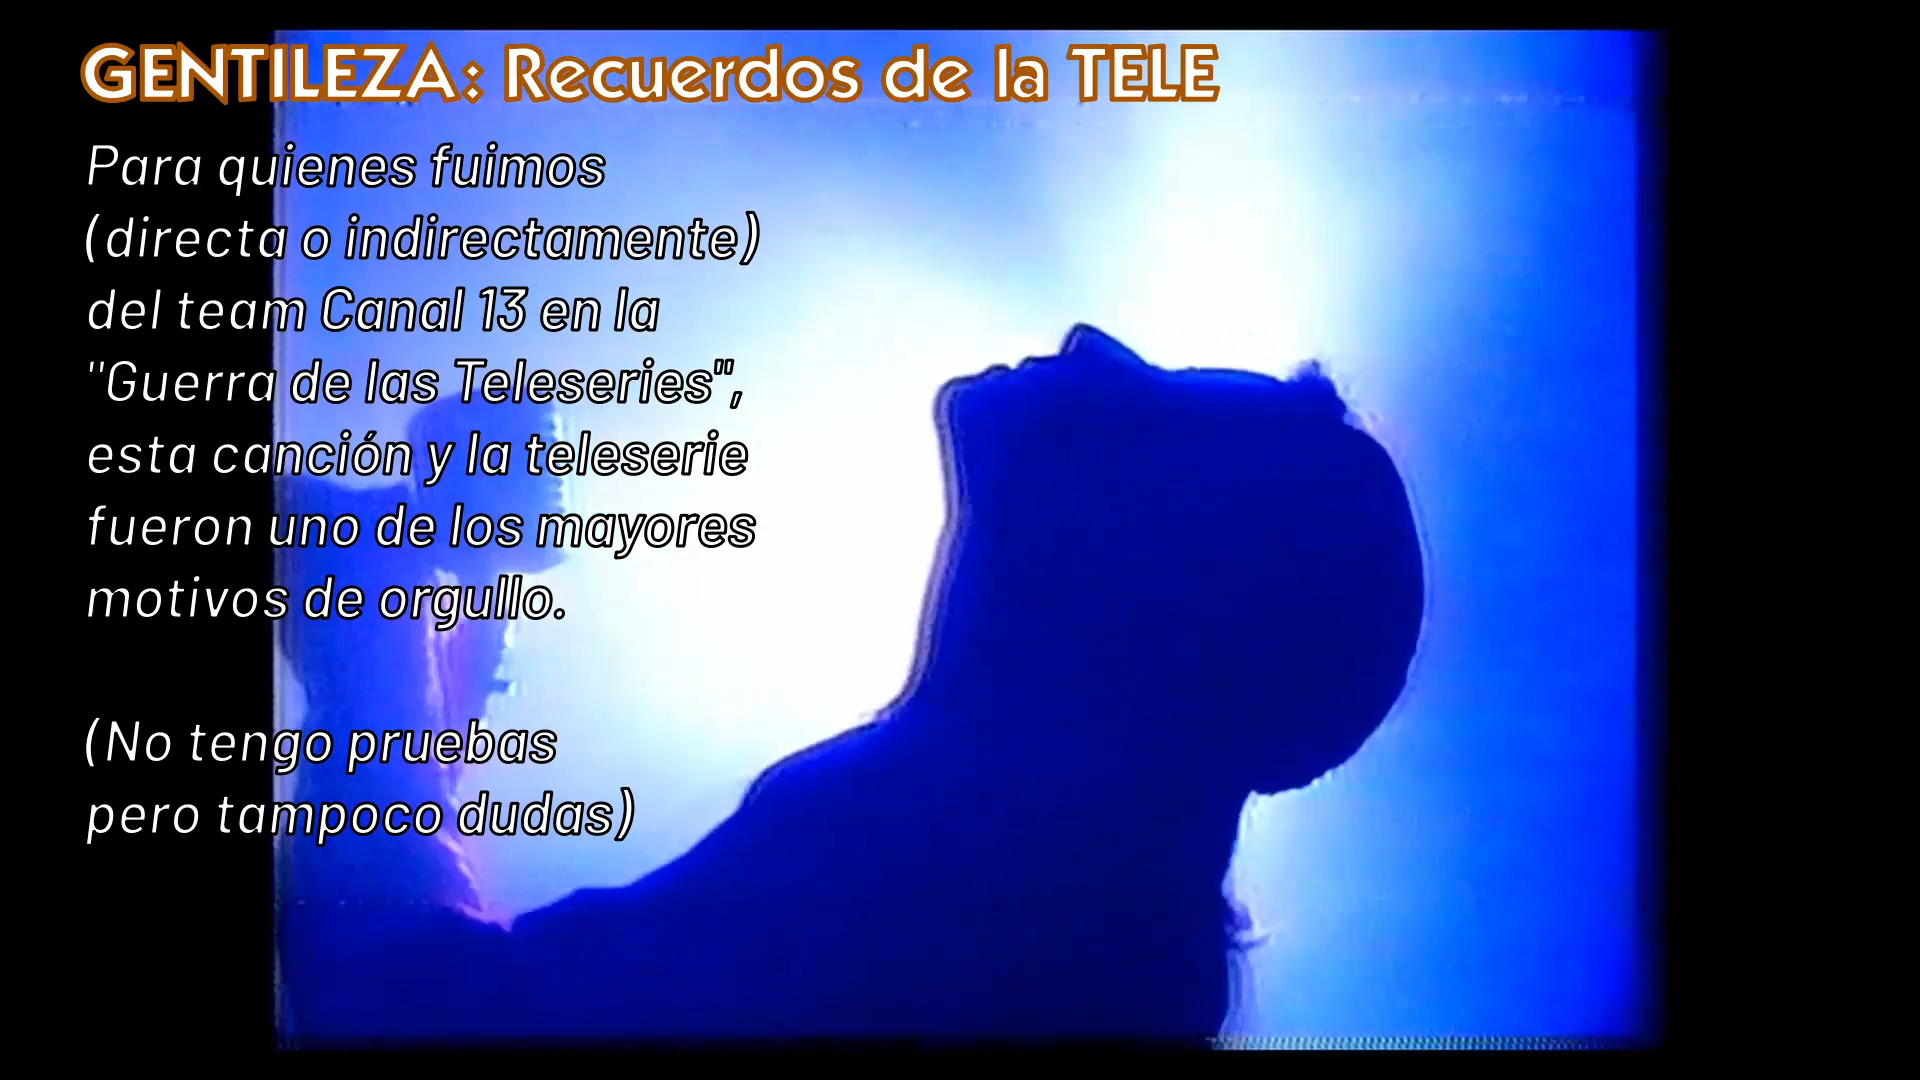 GENTILEZA: Recuerdos de la TELE
Para quienes fuimos
(directa o indirectamente)
del team Canal 13 en la
"Guerra de las Teleseries",
esta canción y la teleserie
fueron uno de los mayores
motivos de orgullo.
(No tengo pruebas
pero tampoco dudas)